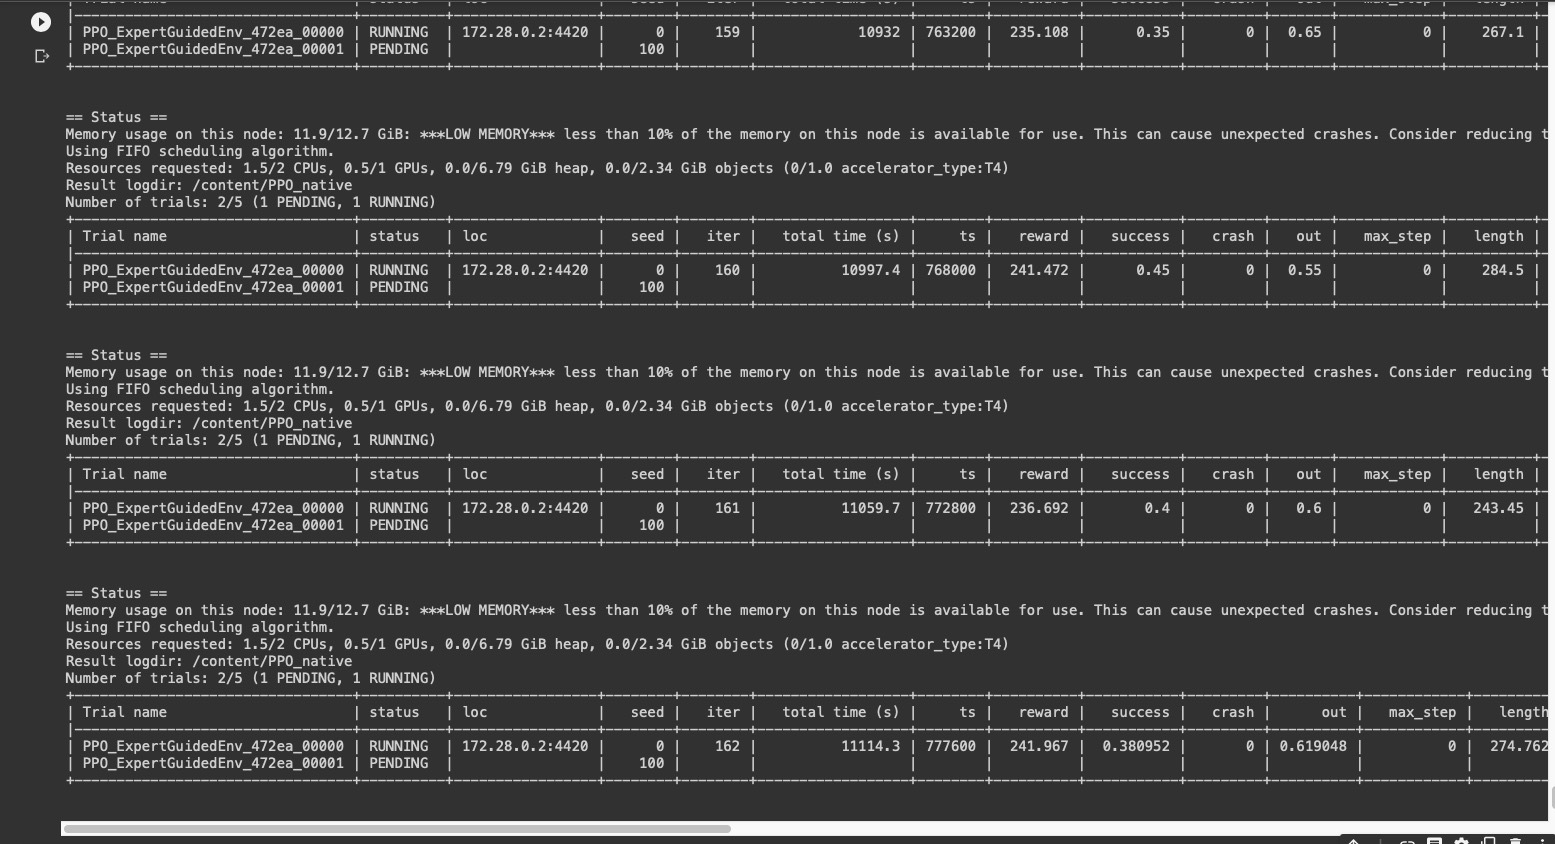 | PPO_ExpertGuidedEnv_472ea_00000 | RUNNING | 172.28.0.2:4420 | 0 | 159 | 10932 | 763200 | 235.108 | 0.35 | 0 | 0.65 | 0 | 267.1 |
| PPO_ExpertGuidedEnv_472ea_00001 | PENDING | | 100 | | | | | | | | | |
== Status ==
Memory usage on this node: 11.9/12.7 GiB: ***LOW MEMORY*** less than 10% of the memory on this node is available for use. This can cause unexpected crashes. Consider reducing t
Using FIFO scheduling algorithm.
Resources requested: 1.5/2 CPUs, 0.5/1 GPUs, 0.0/6.79 GiB heap, 0.0/2.34 GiB objects (0/1.0 accelerator_type:T4)
Result logdir: /content/PPO_native
Number of trials: 2/5 (1 PENDING, 1 RUNNING)
| Trial name | status | loc | seed | iter | total time (s) | ts | reward | success | crash | out | max_step | length |
| PPO_ExpertGuidedEnv_472ea_00000 | RUNNING | 172.28.0.2:4420 | 0 | 160 | 10997.4 | 768000 | 241.472 | 0.45 | 0 | 0.55 | 0 | 284.5 |
| PPO_ExpertGuidedEnv_472ea_00001 | PENDING | | 100 | | | | | | | | | |
== Status ==
Memory usage on this node: 11.9/12.7 GiB: ***LOW MEMORY*** less than 10% of the memory on this node is available for use. This can cause unexpected crashes. Consider reducing t
Using FIFO scheduling algorithm.
Resources requested: 1.5/2 CPUs, 0.5/1 GPUs, 0.0/6.79 GiB heap, 0.0/2.34 GiB objects (0/1.0 accelerator_type:T4)
Result logdir: /content/PPO_native
Number of trials: 2/5 (1 PENDING, 1 RUNNING)
| Trial name | status | loc | seed | iter | total time (s) | ts | reward | success | crash | out | max_step | length |
| PPO_ExpertGuidedEnv_472ea_00000 | RUNNING | 172.28.0.2:4420 | 0 | 161 | 11059.7 | 772800 | 236.692 | 0.4 | 0 | 0.6 | 0 | 243.45 |
| PPO_ExpertGuidedEnv_472ea_00001 | PENDING | | 100 | | | | | | | | | |
== Status ==
Memory usage on this node: 11.9/12.7 GiB: ***LOW MEMORY*** less than 10% of the memory on this node is available for use. This can cause unexpected crashes. Consider reducing t
Using FIFO scheduling algorithm.
Resources requested: 1.5/2 CPUs, 0.5/1 GPUs, 0.0/6.79 GiB heap, 0.0/2.34 GiB objects (0/1.0 accelerator_type:T4)
Result logdir: /content/PPO_native
Number of trials: 2/5 (1 PENDING, 1 RUNNING)
| Trial name | status | loc | seed | iter | total time (s) | ts | reward | success | crash | out | max_step | length
| PPO_ExpertGuidedEnv_472ea_00000 | RUNNING | 172.28.0.2:4420 | 0 | 162 | 11114.3 | 777600 | 241.967 | 0.380952 | 0 | 0.619048 | 0 | 274.762
| PPO_ExpertGuidedEnv_472ea_00001 | PENDING | | 100 | | | | | | | | |